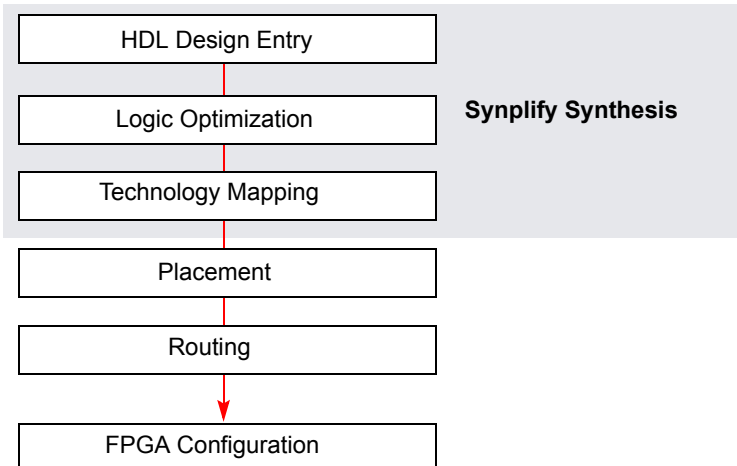 HDL Design Entry
Logic Optimization
Synplify Synthesis
Technology Mapping
Placement
Routing
FPGA Configuration